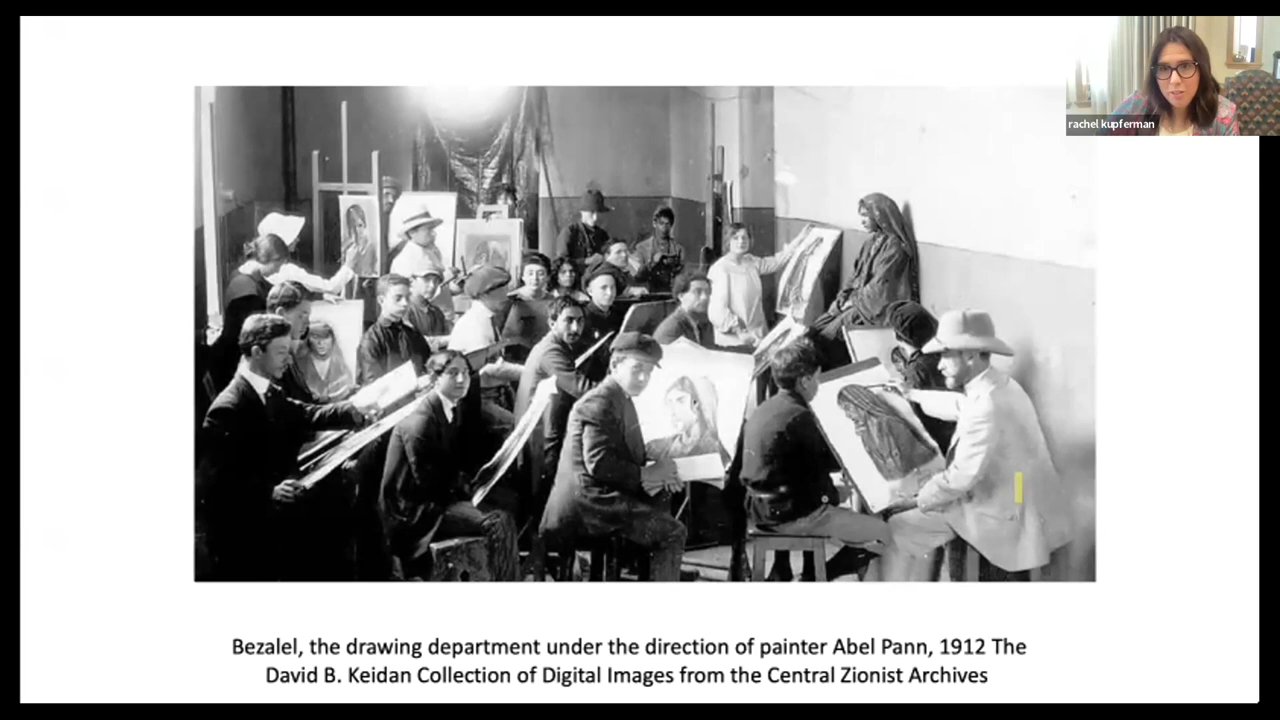 rachel kupferman
Bezalel, the drawing department under the direction of painter Abel Pann, 1912 The
David B. Keidan Collection of Digital Images from the Central Zionist Archives